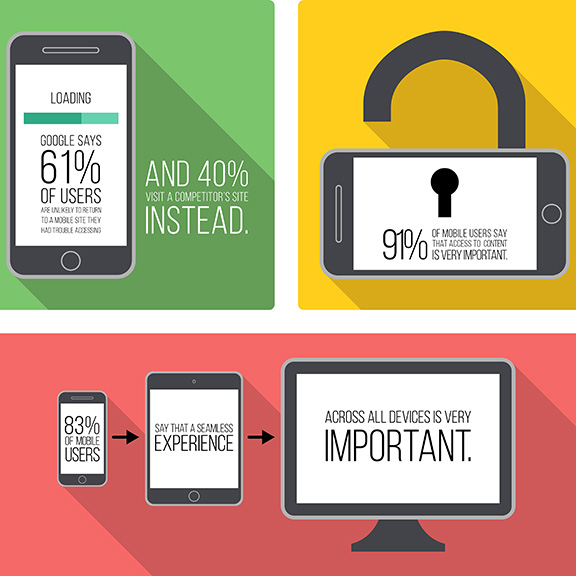 LOADING
GOOGLE SAYS
61%
OF USERS
ARE UNLIKELY TO RETURN
TO A MOBILE SITE THEY
HAD TROUBLE ACCESSING
AND 40%
VISIT A COMPETITOR'S SITE
INSTEAD.
91% OF MOBILE USERS SAY
THAT ACCESS TO CONTENT
IS VERY IMPORTANT.
83%
OF MOBILE
USERS
SAY THAT A SEAMLESS
EXPERIENCE
ACROSS ALL DEVICES IS VERY
IMPORTANT.